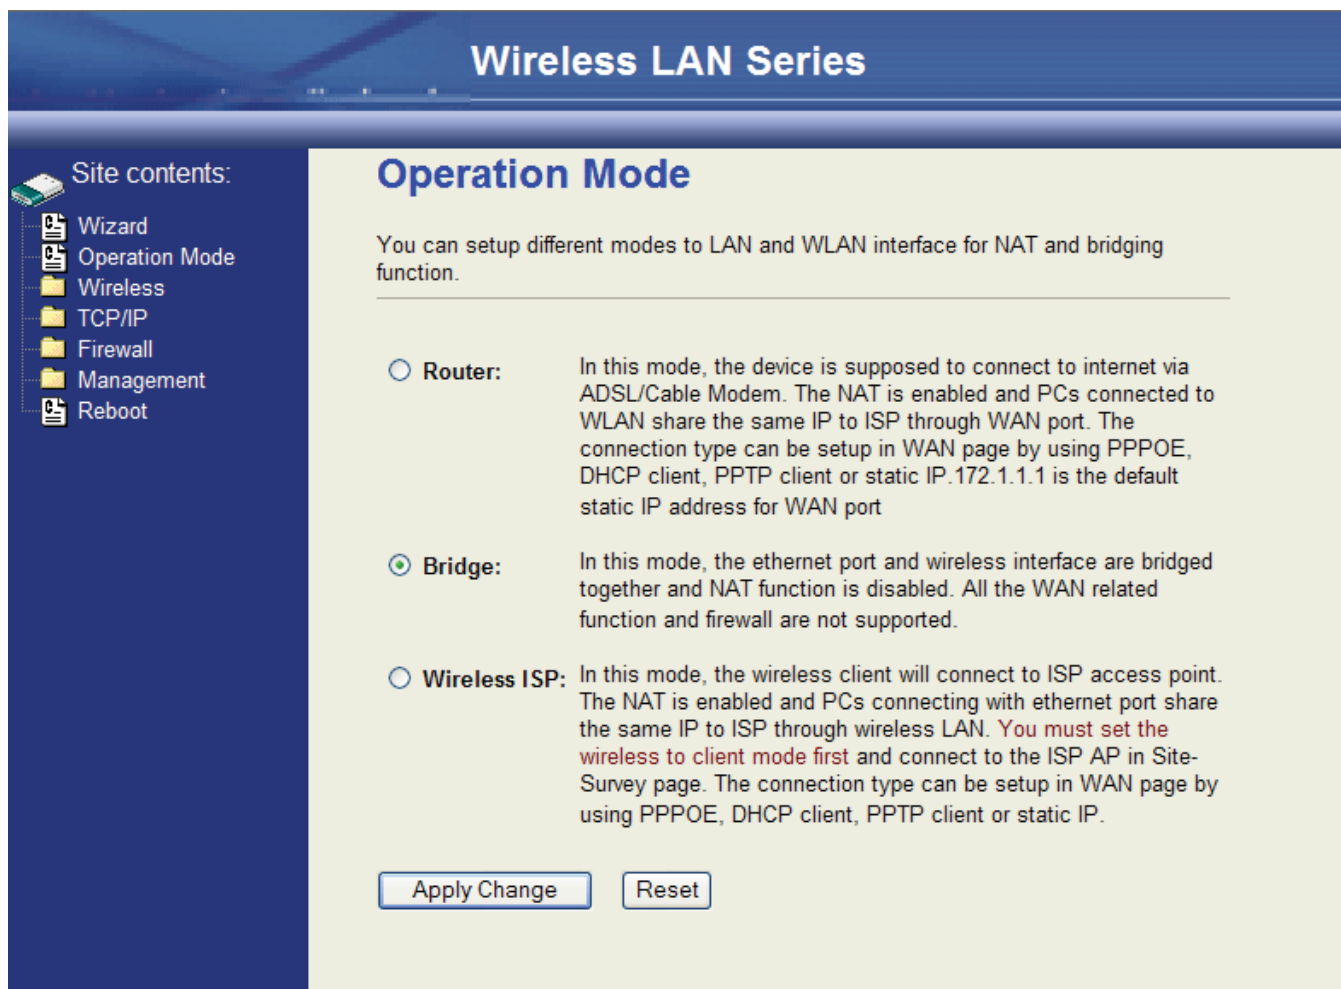 Wireless LAN Series
Site contents:
Wizard
Operation Mode
Wireless
TCP/IP
Firewall
Management
Reboot
Operation Mode
You can setup different modes to LAN and WLAN interface for NAT and bridging
function.
Router:
In this mode, the device is supposed to connect to internet via
ADSL/Cable Modem. The NAT is enabled and PCs connected to
WLAN share the same IP to ISP through WAN port. The
connection type can be setup in WAN page by using PPPOE,
DHCP client, PPTP client or static IP.172.1.1.1 is the default
static IP address for WAN port
Bridge:
In this mode, the ethernet port and wireless interface are bridged
together and NAT function is disabled. All the WAN related
function and firewall are not supported.
Wireless ISP:
In this mode, the wireless client will connect to ISP access point.
The NAT is enabled and PCs connecting with ethernet port share
the same IP to ISP through wireless LAN. You must set the
wireless to client mode first and connect to the ISP AP in Site-
Survey page. The connection type can be setup in WAN page by
using PPPOE, DHCP client, PPTP client or static IP.
Apply Change
Reset